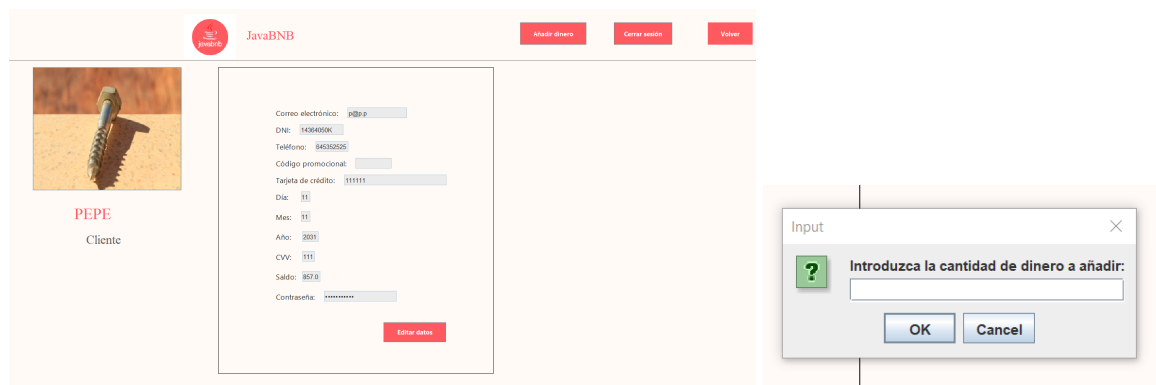 javabnb
JavaBNB
Añadir dinero
Cerrar sesión
Volver
Correo electrónico: p@p.p
DNI: 14364050K
Teléfono: 645352525
Código promocional:
Tarjeta de crédito: 111111
Día: 11
Mes: 11
Año: 2031
CVV: 111
Saldo: 857.0
Contraseña: •••••••••••
Editar datos
PEPE
Cliente
Input
Introduzca la cantidad de dinero a añadir:
OK
Cancel